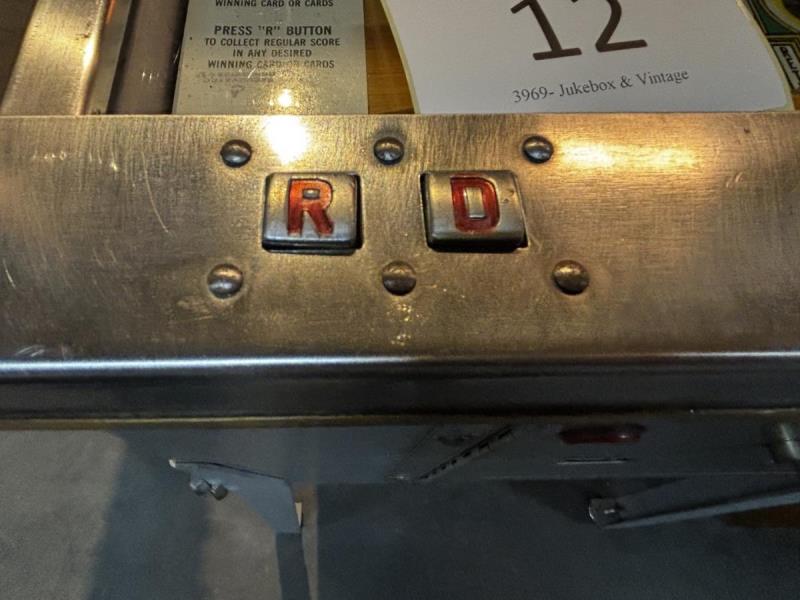 WINNING CARD OR CARDS
PRESS "R" BUTTON
TO COLLECT REGULAR SCORE
IN ANY DESIRED
WINNING CARD OR CARDS
12
3969- Jukebox & Vintage
R D